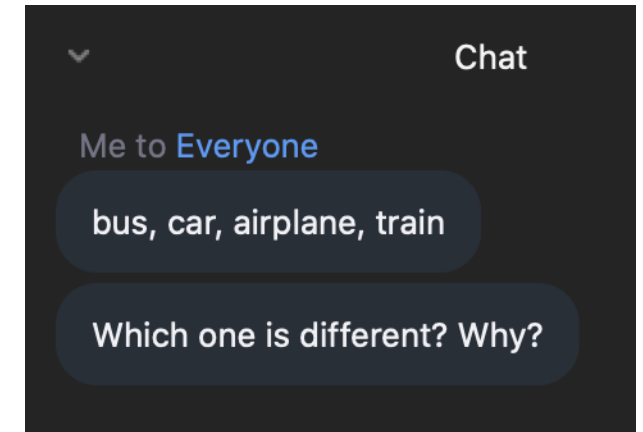 Chat
Me to Everyone
bus, car, airplane, train
Which one is different? Why?